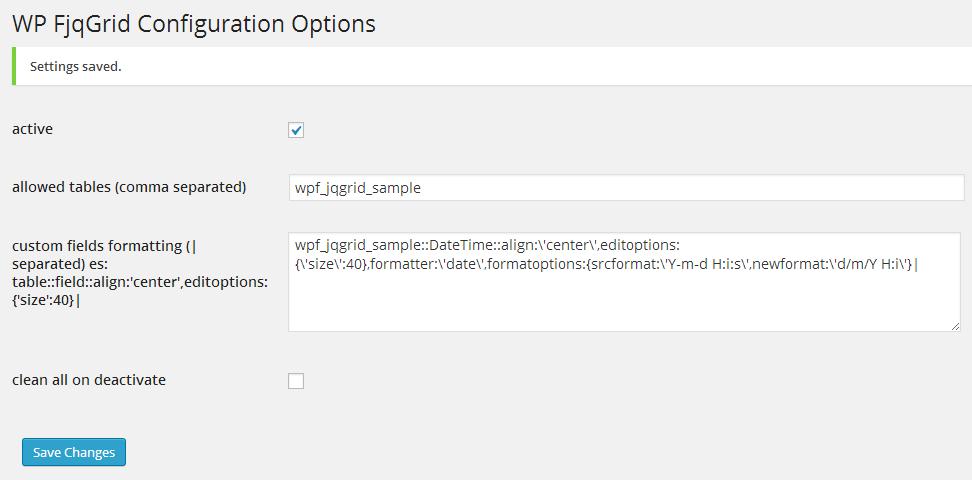 WP FjqGrid Configuration Options
Settings saved.
active
allowed tables (comma separated)
wpf_jqgrid_sample
custom fields formatting (|
separated) es:
table::field::align:'center',editoptions:
{'size':40}|
wpf_jqgrid_sample::DateTime::align:\'center\',editoptions:
{\'size\':40},formatter:\'date\',formatoptions:{srcformat:\'Y-m-d H:i:s\',newformat:\'d/m/Y H:i\'}|
clean all on deactivate
Save Changes